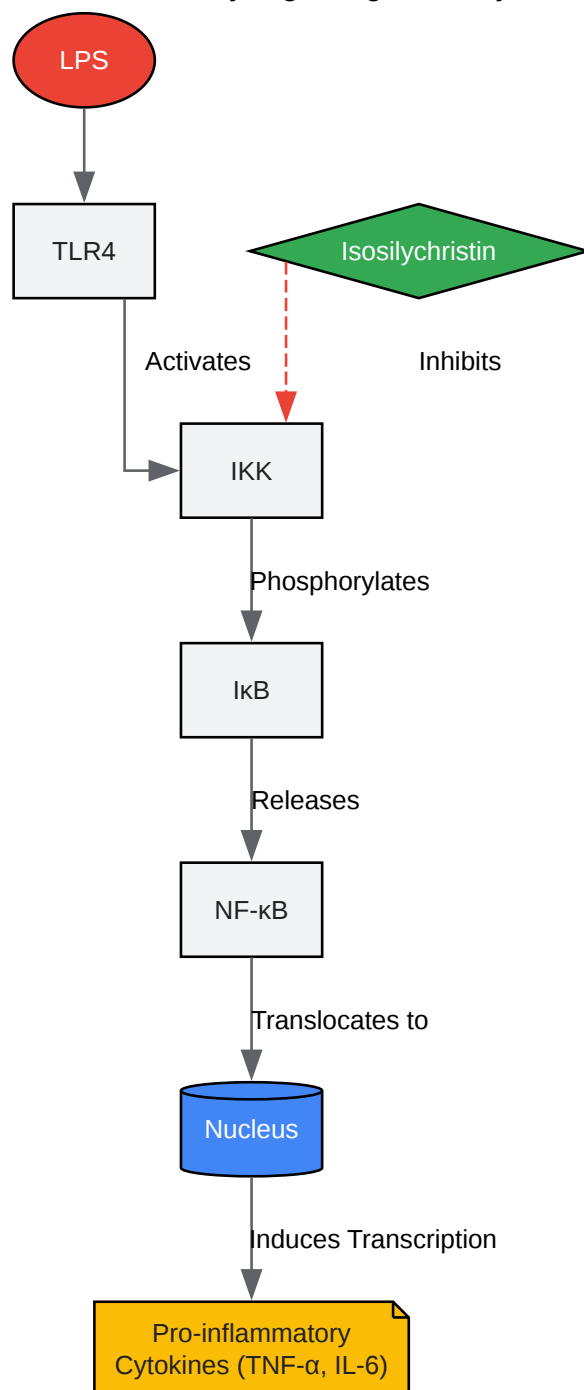 LPS
TLR4
Isosilychristin
Activates
Inhibits
IKK
Phosphorylates
IκB
Releases
NF-κB
Translocates to
Nucleus
Induces Transcription
Pro-inflammatory
Cytokines (TNF-α, IL-6)